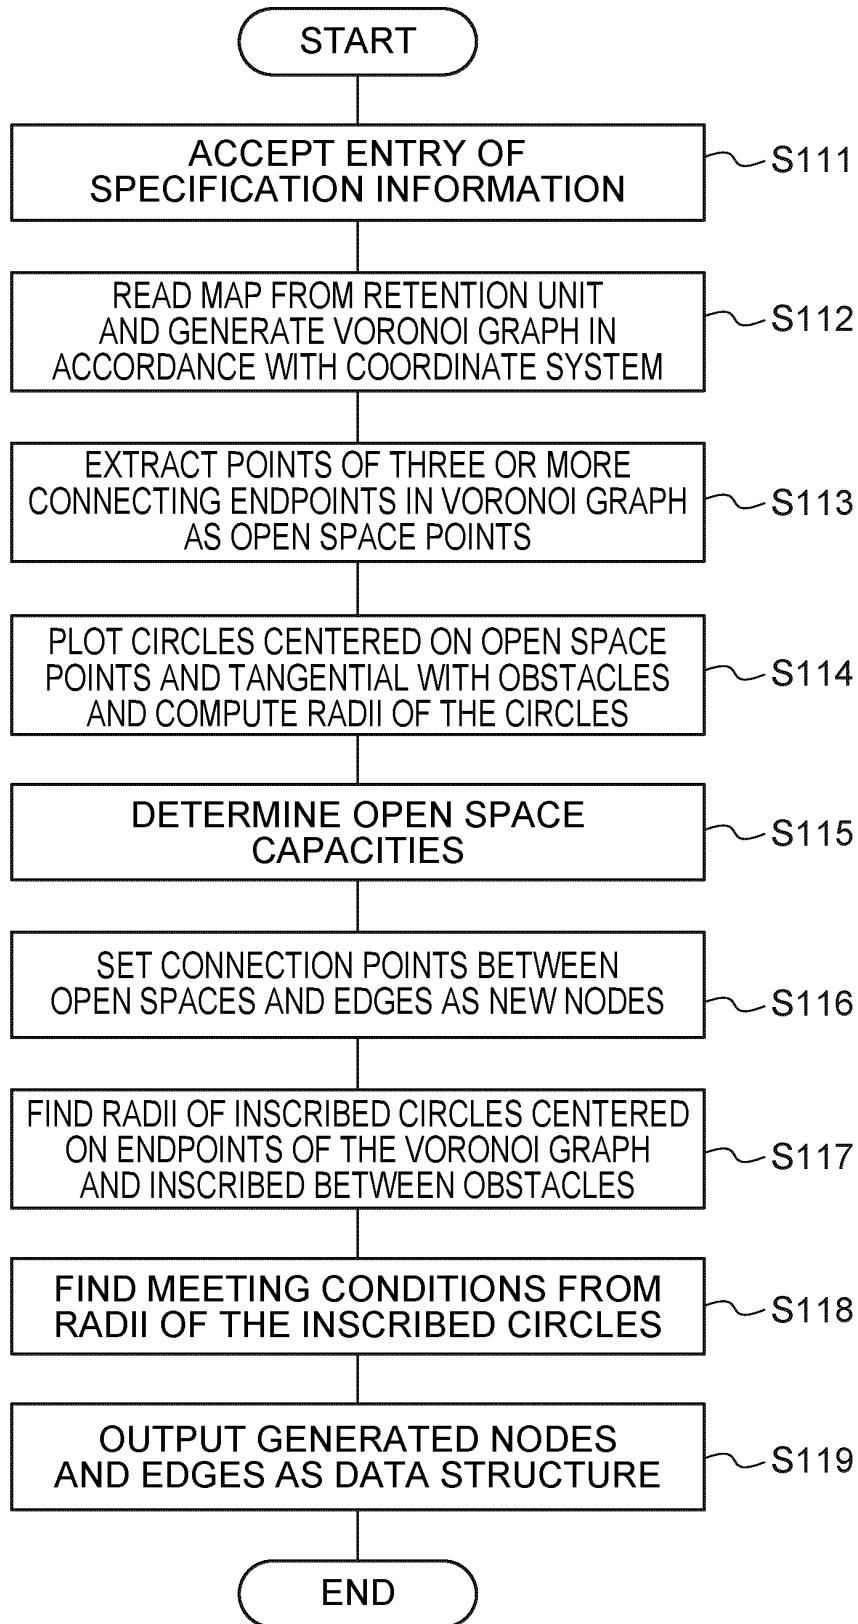 START
ACCEPT ENTRY OF
SPECIFICATION INFORMATION
S111
READ MAP FROM RETENTION UNIT
AND GENERATE VORONOI GRAPH IN
ACCORDANCE WITH COORDINATE SYSTEM
S112
EXTRACT POINTS OF THREE OR MORE
CONNECTING ENDPOINTS IN VORONOI GRAPH
AS OPEN SPACE POINTS
S113
PLOT CIRCLES CENTERED ON OPEN SPACE
POINTS AND TANGENTIAL WITH OBSTACLES
AND COMPUTE RADII OF THE CIRCLES
S114
DETERMINE OPEN SPACE
CAPACITIES
S115
SET CONNECTION POINTS BETWEEN
OPEN SPACES AND EDGES AS NEW NODES
S116
FIND RADII OF INSCRIBED CIRCLES CENTERED
ON ENDPOINTS OF THE VORONOI GRAPH
AND INSCRIBED BETWEEN OBSTACLES
S117
FIND MEETING CONDITIONS FROM
RADII OF THE INSCRIBED CIRCLES
S118
OUTPUT GENERATED NODES
AND EDGES AS DATA STRUCTURE
S119
END